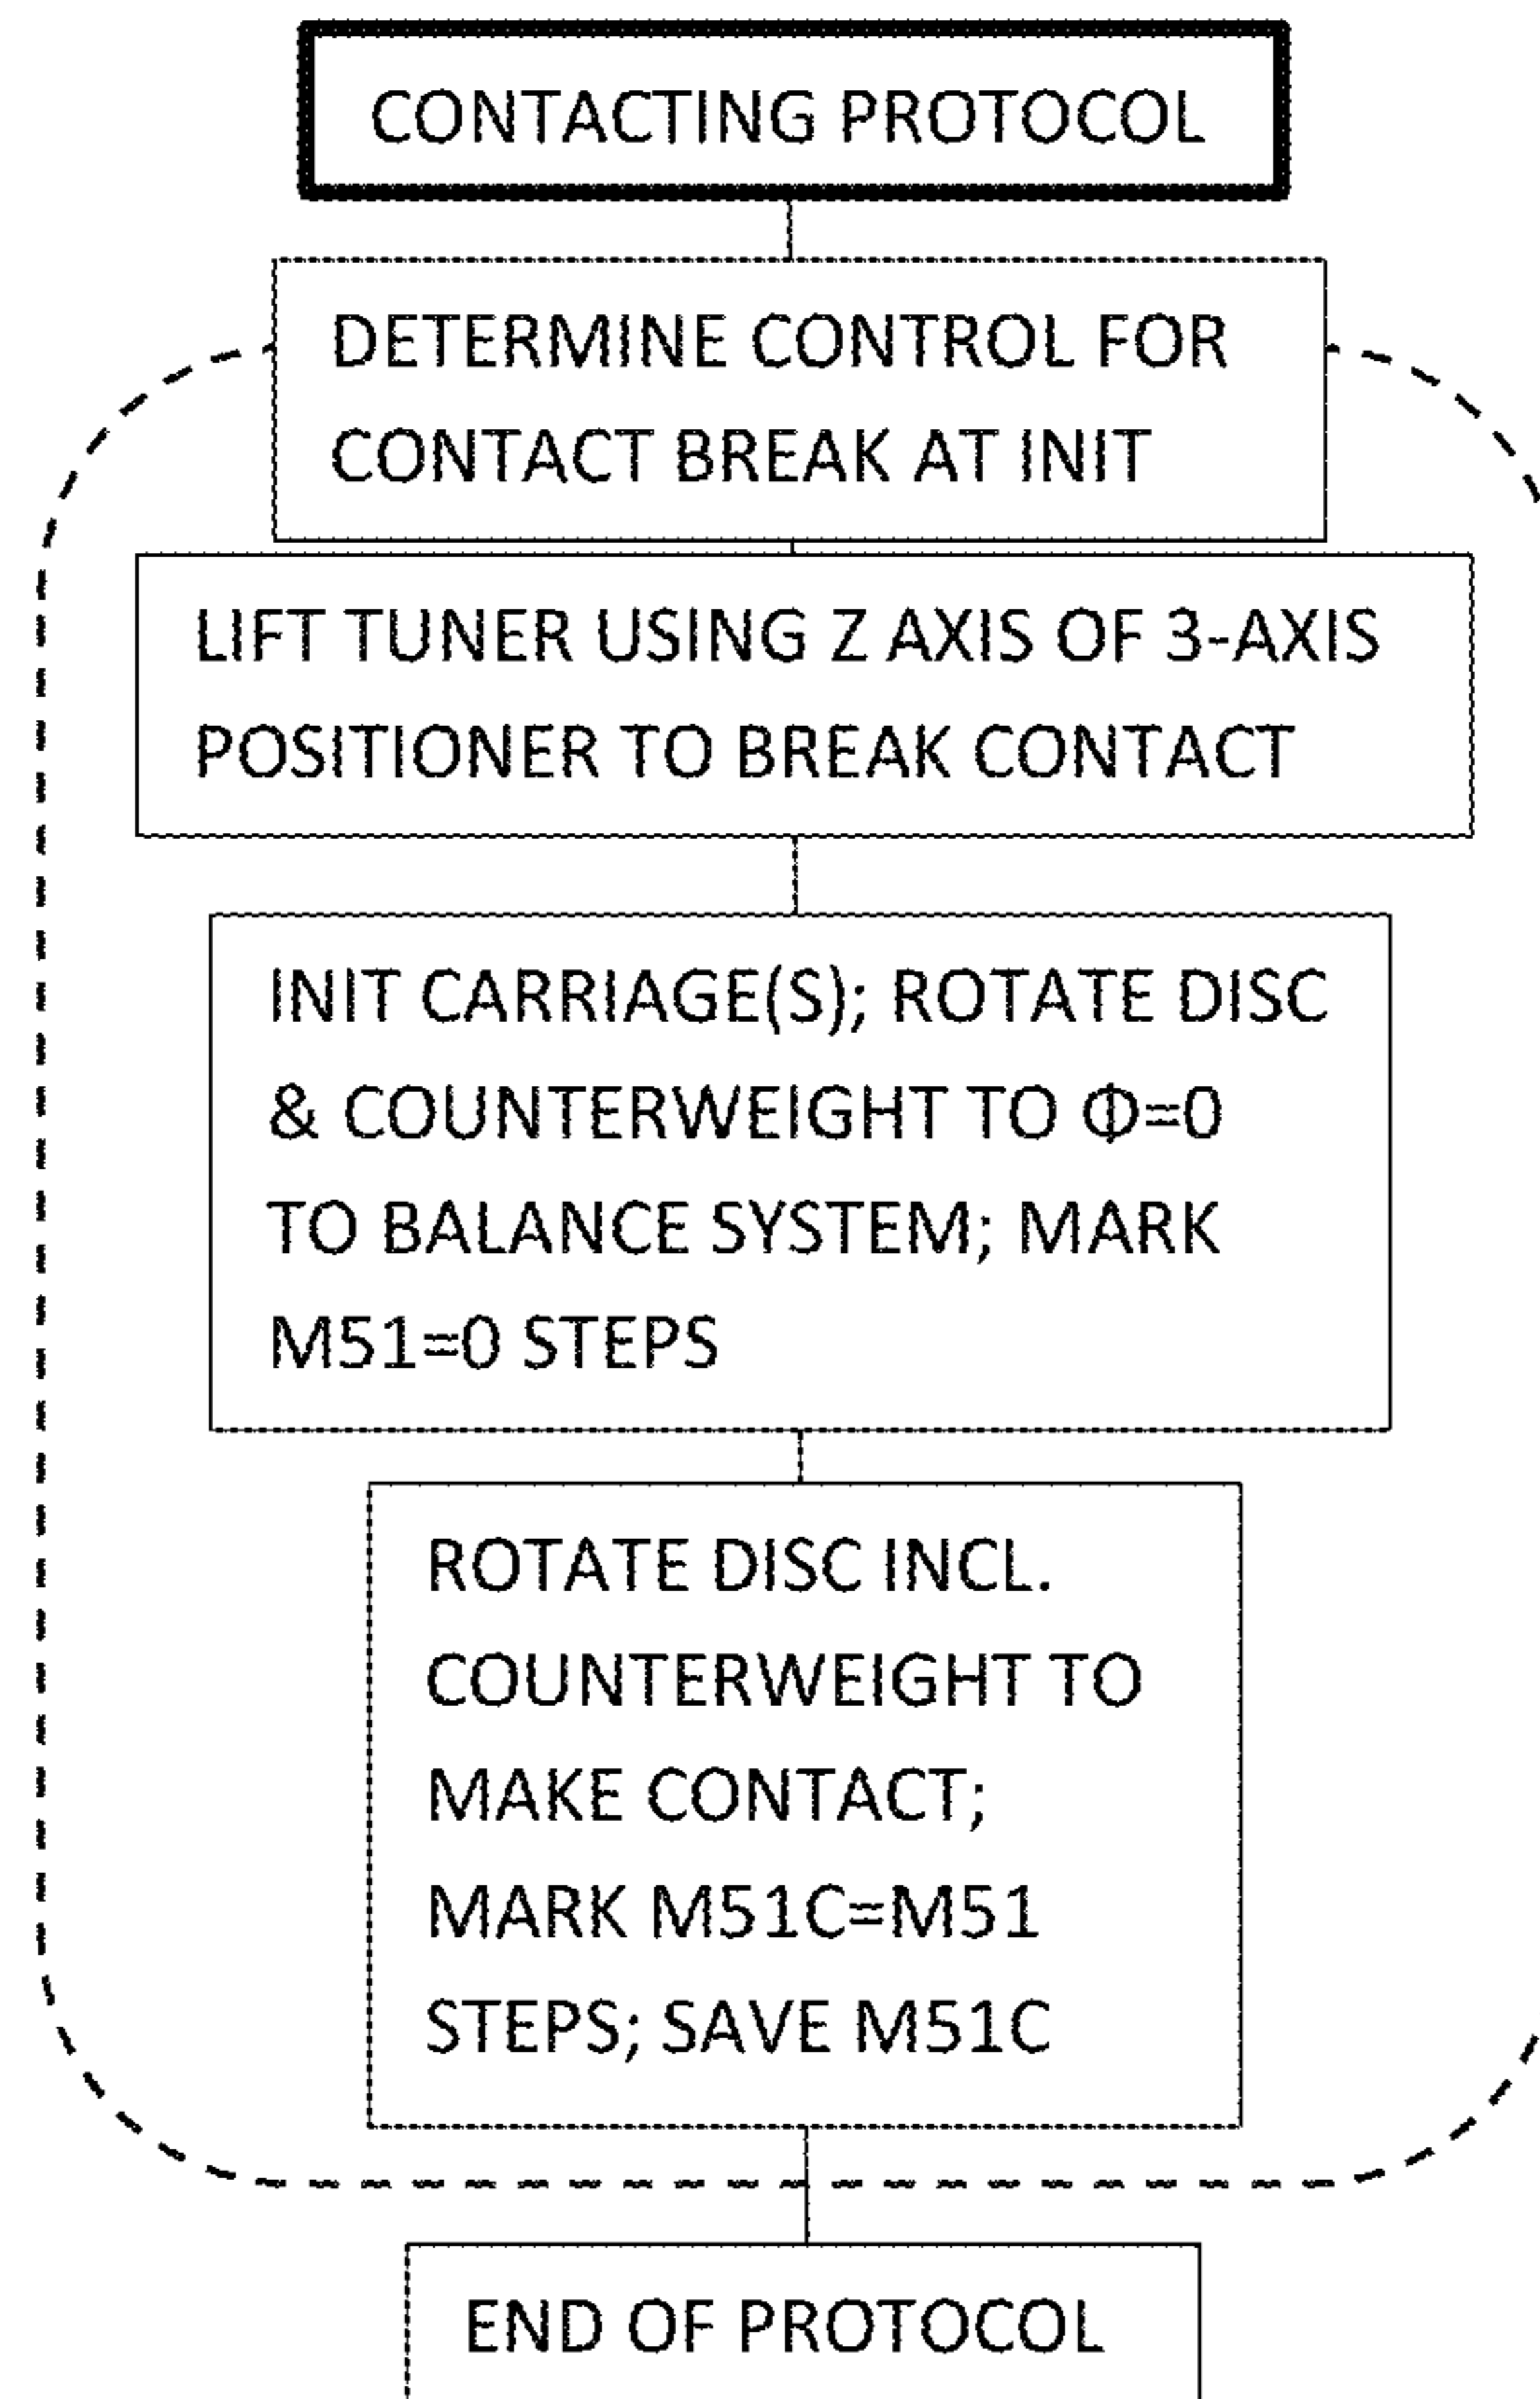 CONTACTING PROTOCOL
DETERMINE CONTROL FOR
CONTACT BREAK AT INIT
LIFT TUNER USING Z AXIS OF 3-AXIS
POSITIONER TO BREAK CONTACT
INIT CARRIAGE(S); ROTATE DISC
& COUNTERWEIGHT TO Φ=0
TO BALANCE SYSTEM; MARK
M51=0 STEPS
ROTATE DISC INCL.
COUNTERWEIGHT TO
MAKE CONTACT;
MARK M51C=M51
STEPS; SAVE M51C
END OF PROTOCOL